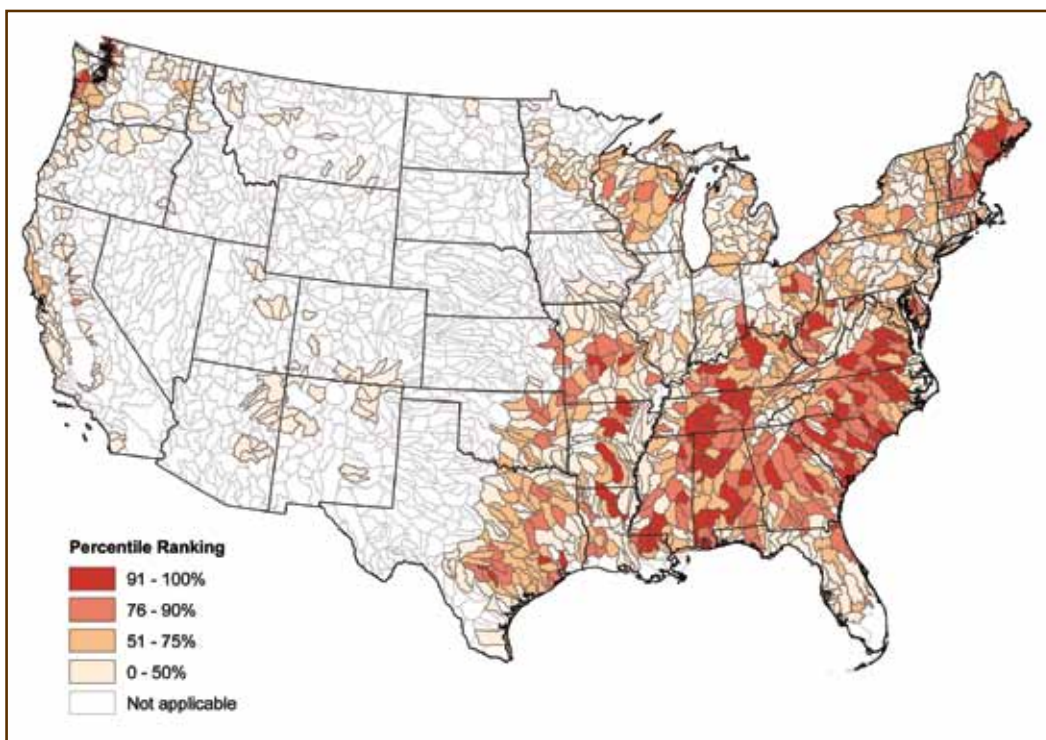 Percentile Ranking
91 - 100%
76 - 90%
51 - 75%
0 - 50%
Not applicable